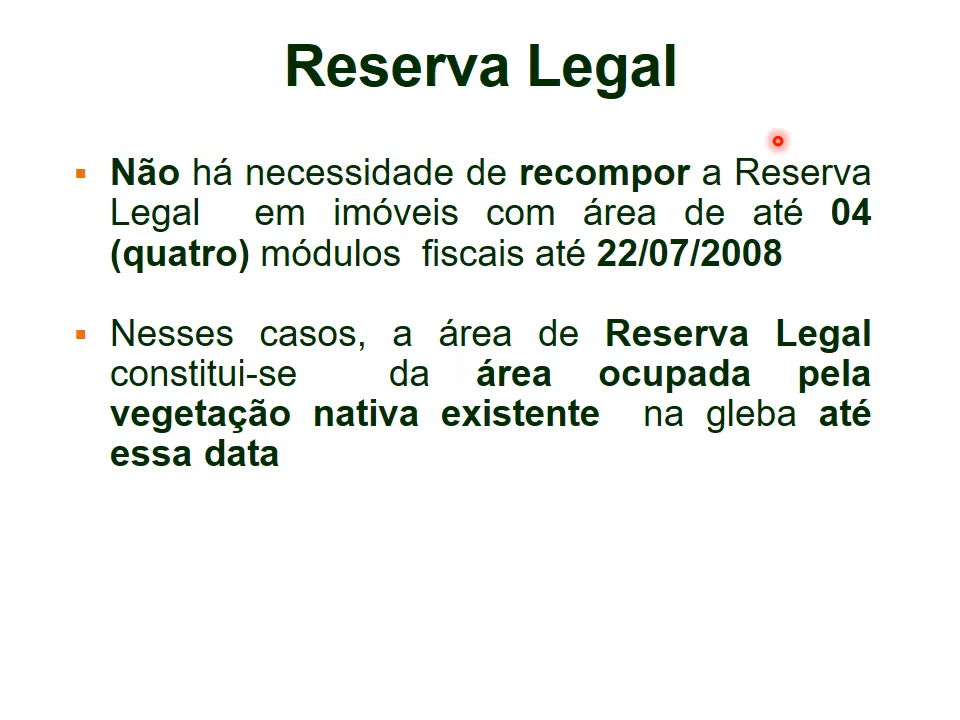 Reserva Legal
▪ Não há necessidade de recompor a Reserva
Legal em imóveis com área de até 04
(quatro) módulos fiscais até 22/07/2008
▪ Nesses casos, a área de Reserva Legal
constitui-se da área ocupada pela
vegetação nativa existente na gleba até
essa data